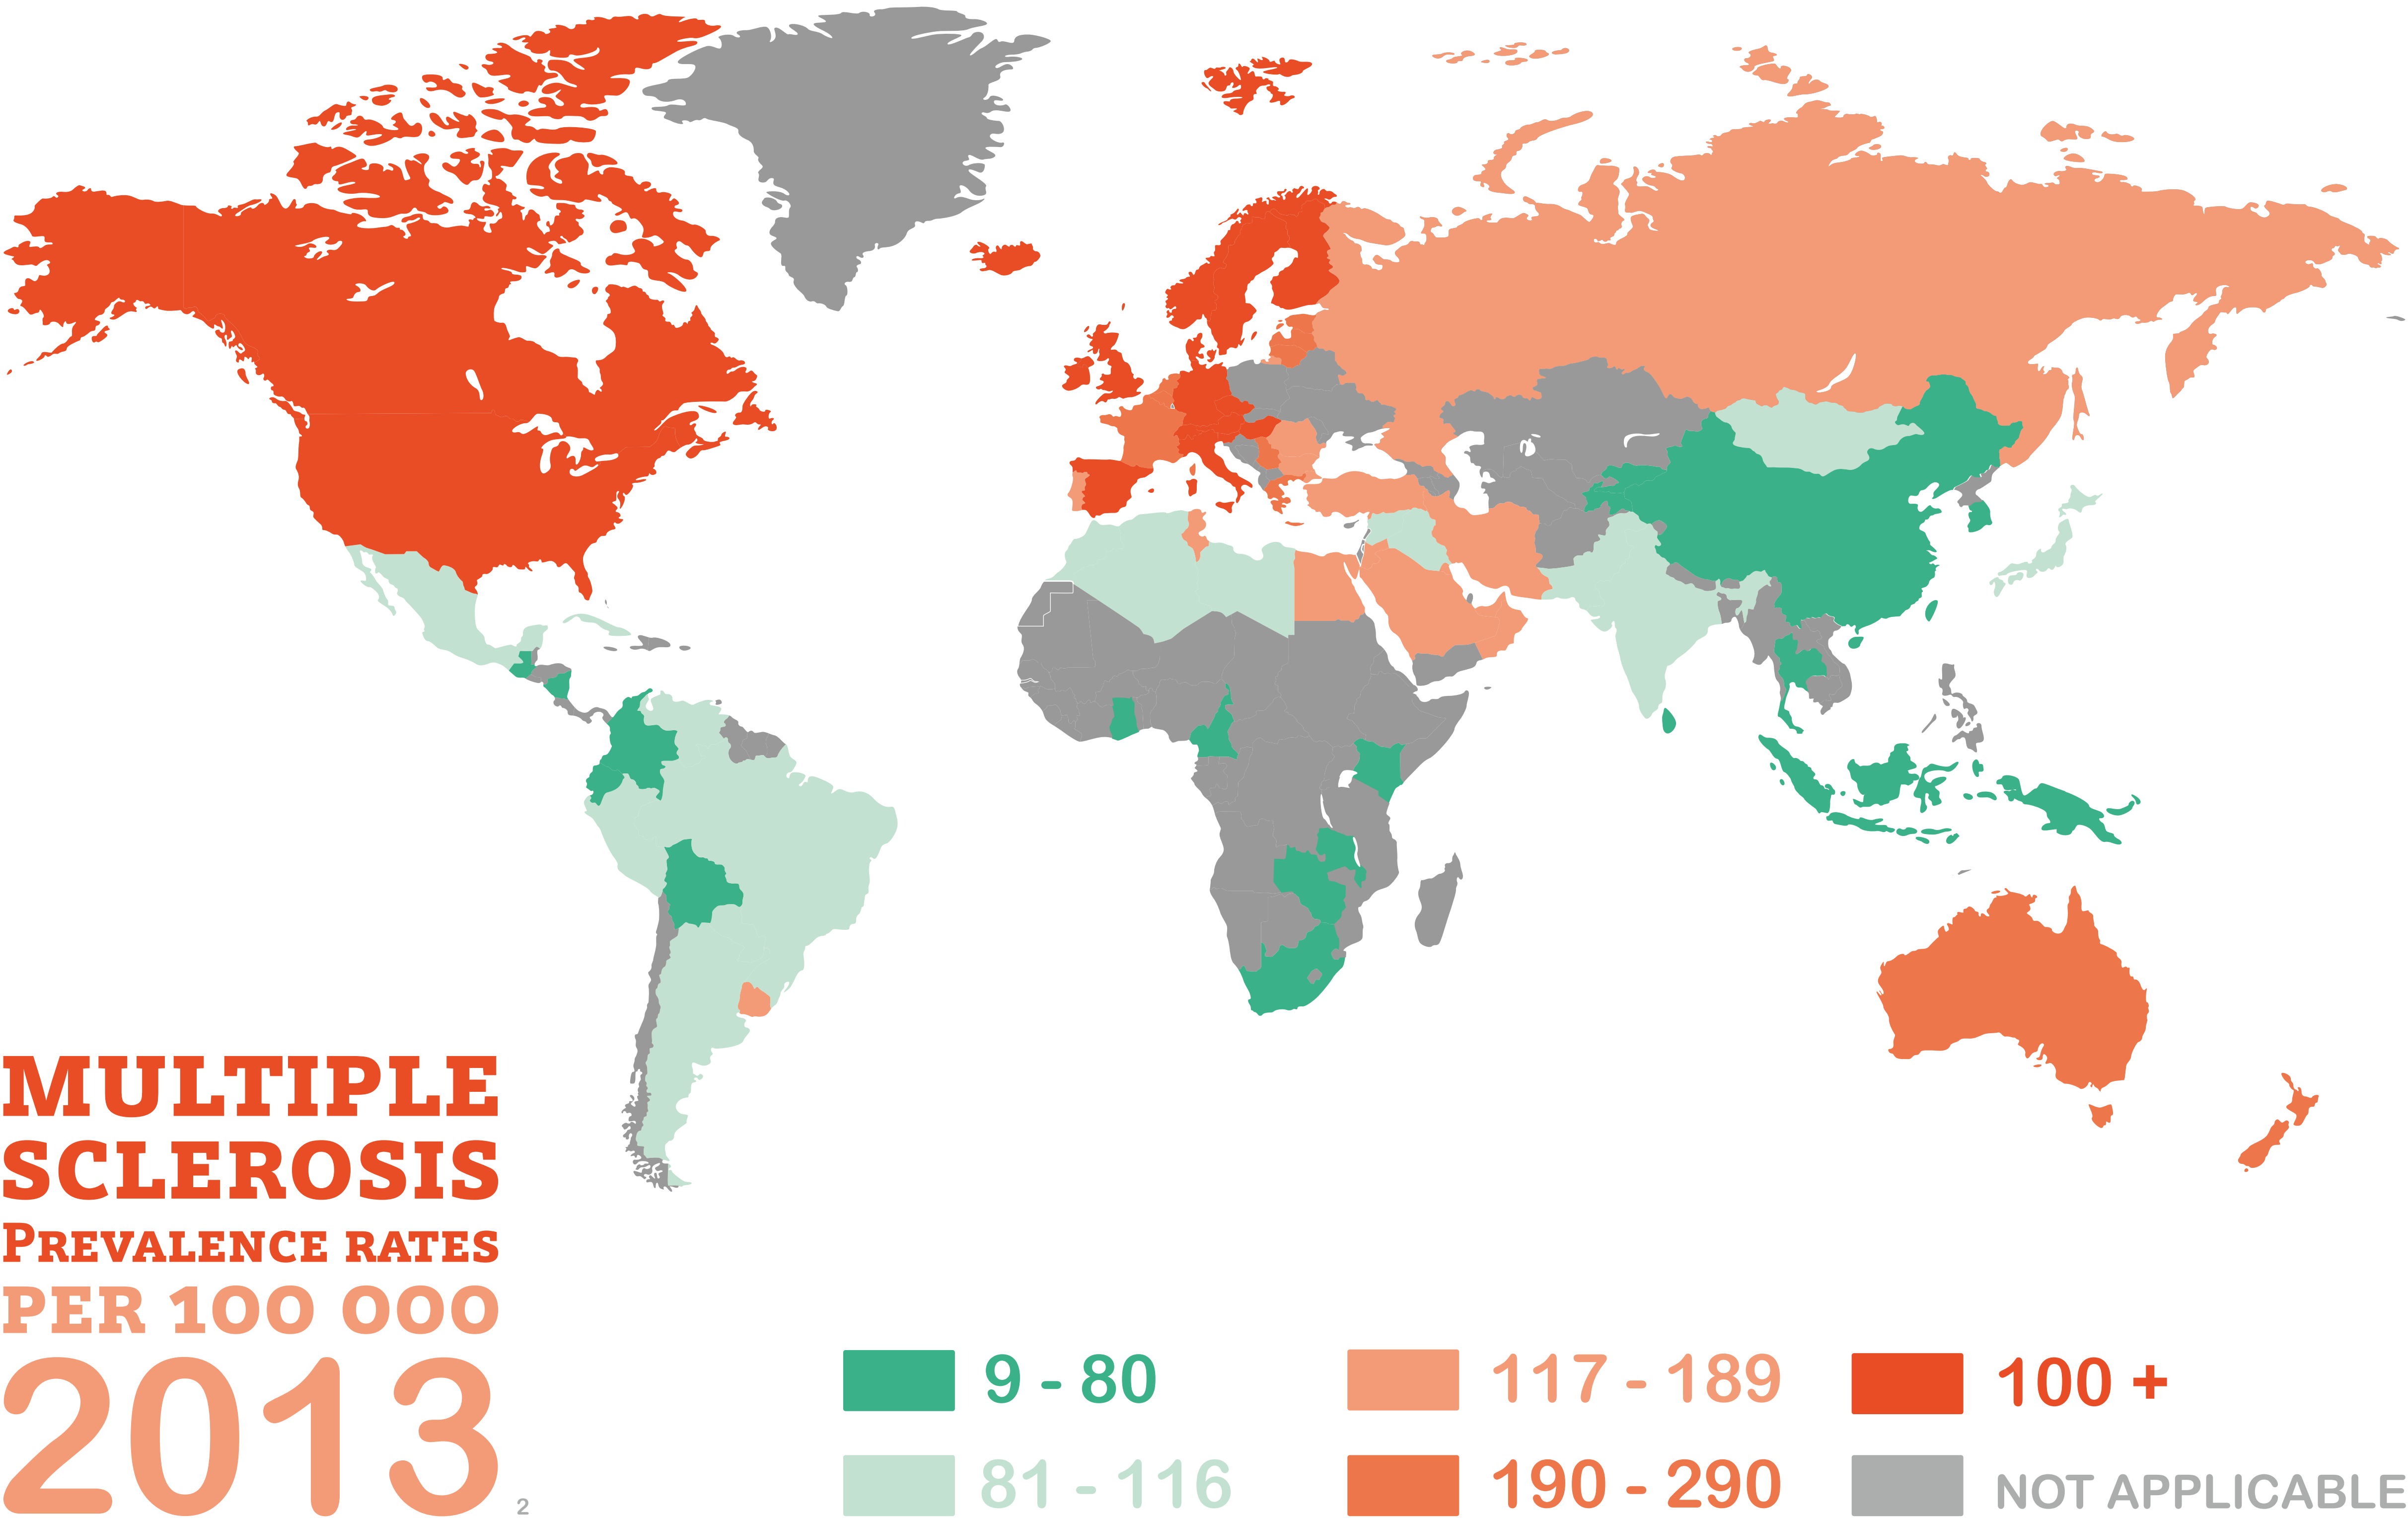 MULTIPLE
SCLEROSIS
PREVALENCE RATES
PER 100 000
2013
2
9 - 80
81 - 116
117 - 189
190 - 290
100 +
NOT APPLICABLE